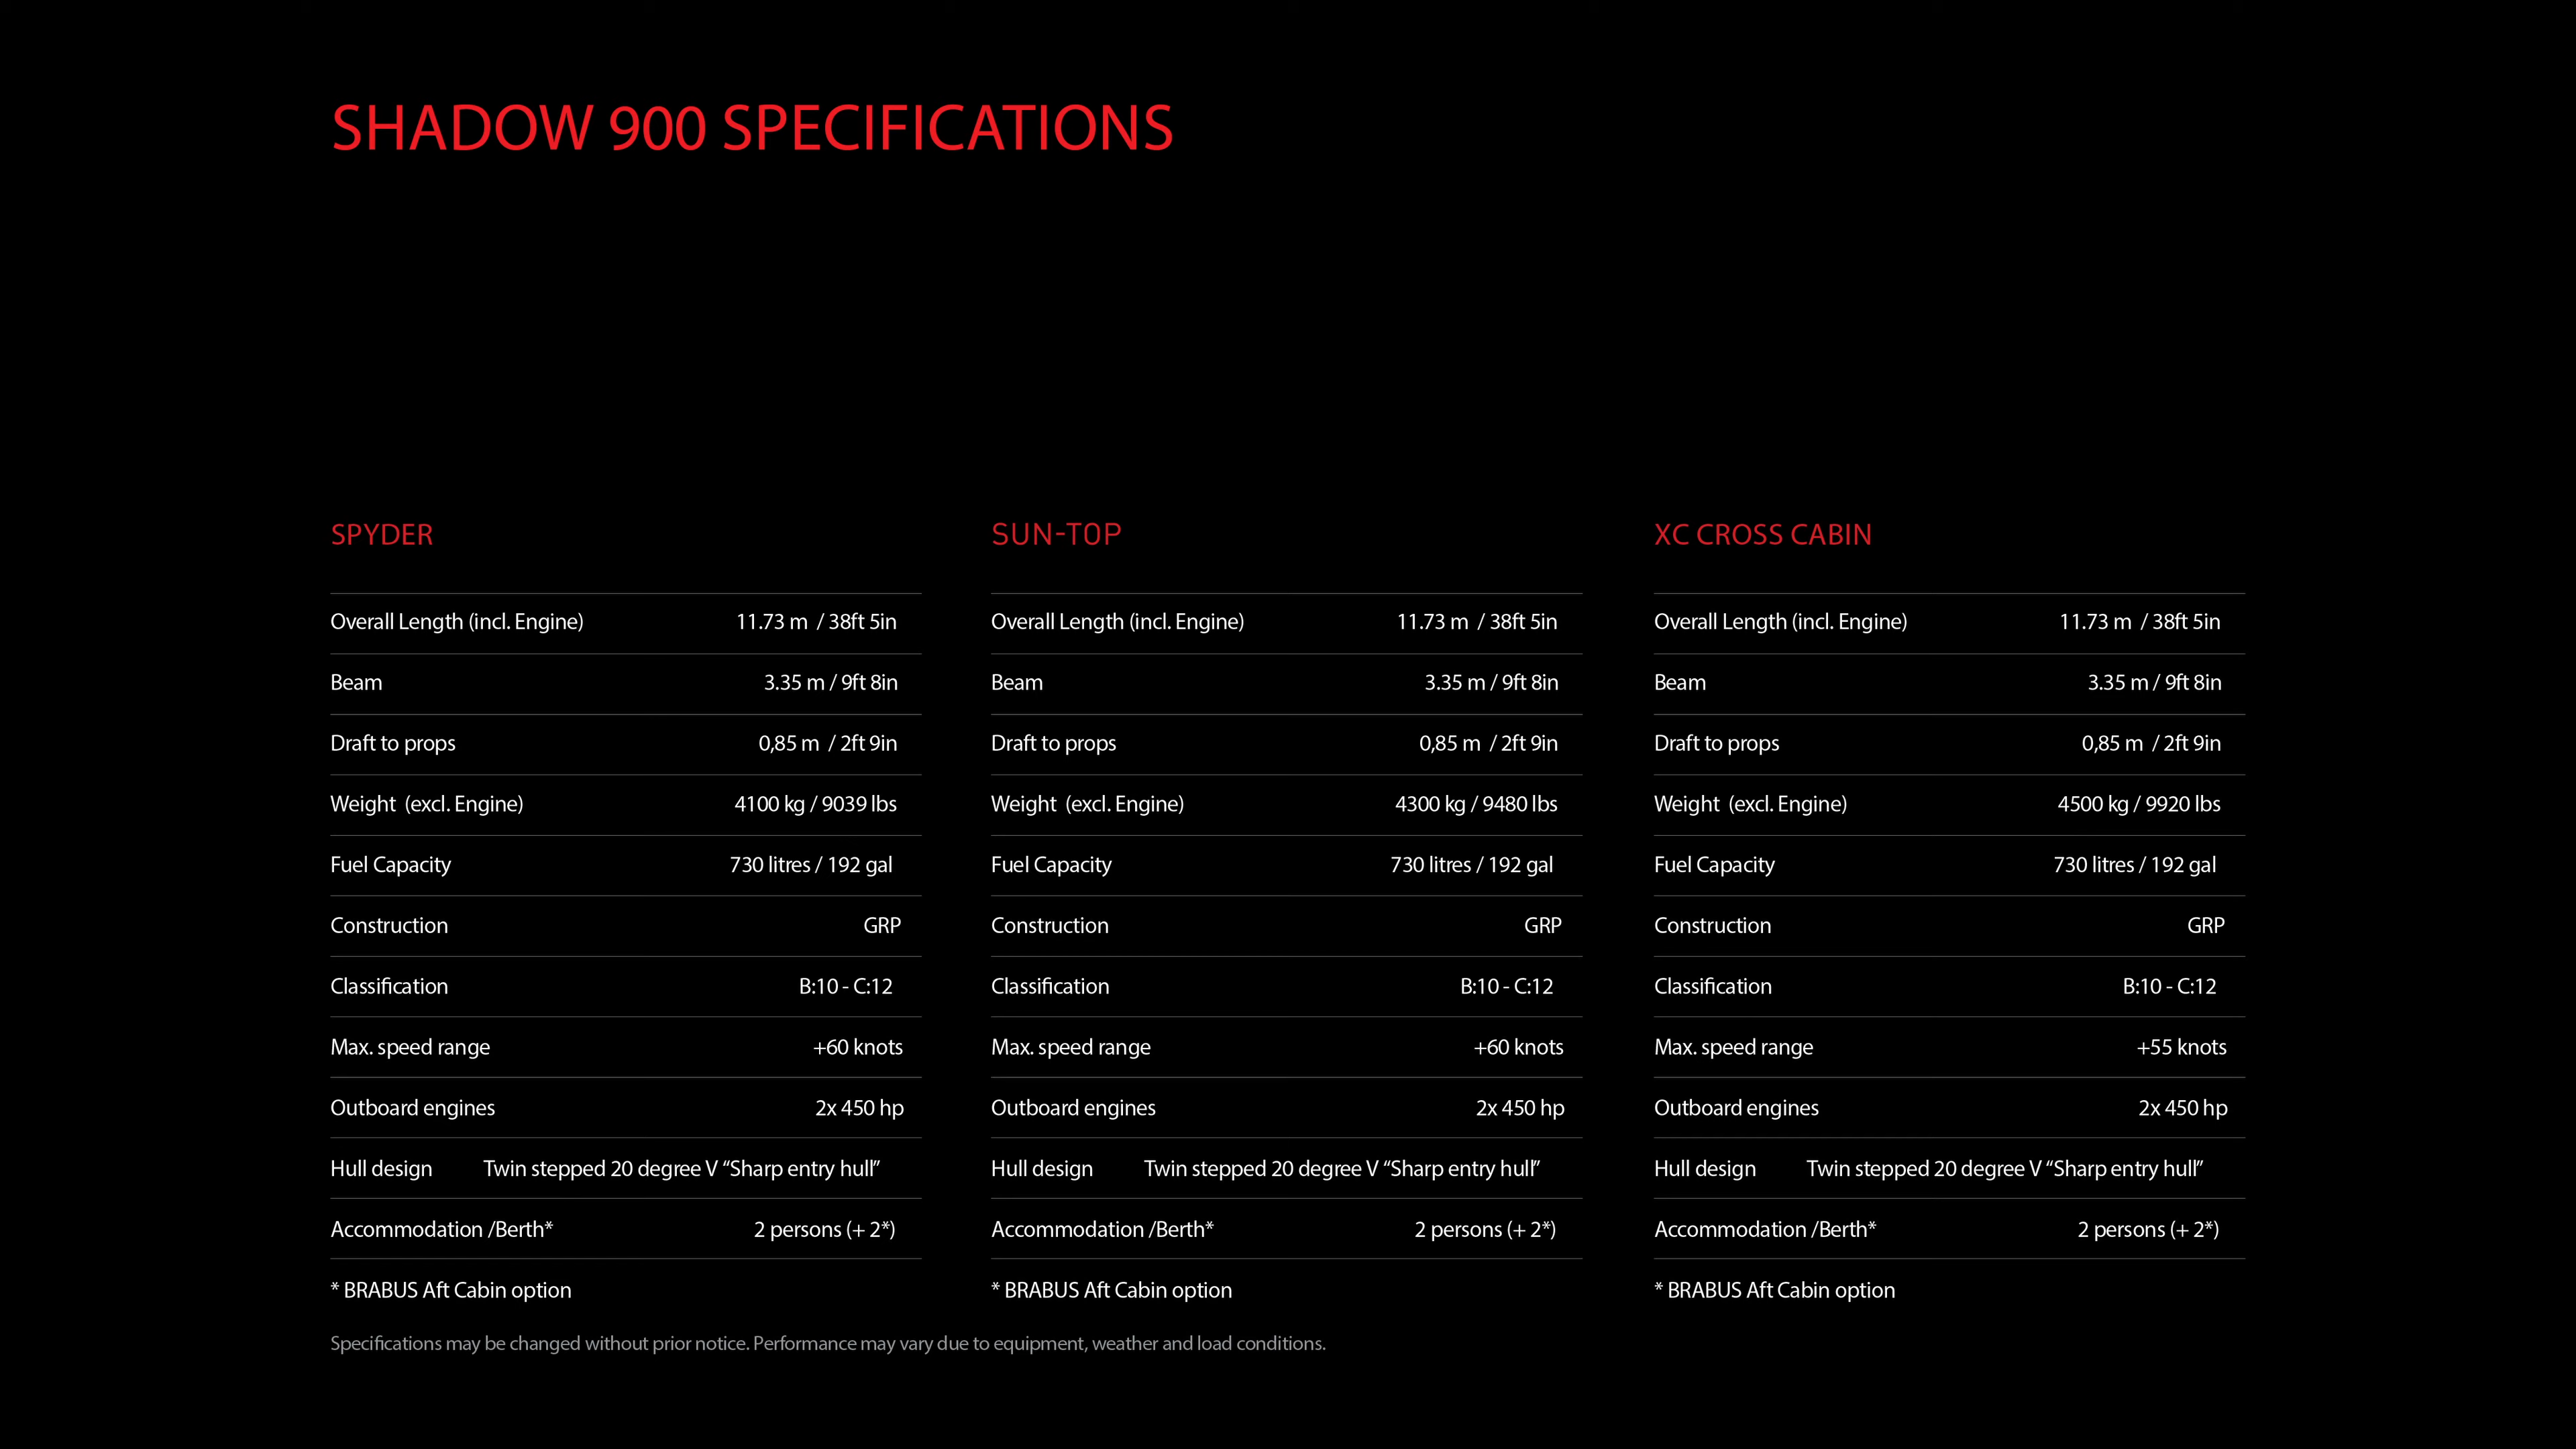 SHADOW 900 SPECIFICATIONS
SPYDER
Overall Length (incl. Engine) 11.73 m / 38ft 5in
Beam 3.35 m / 9ft 8in
Draft to props 0,85 m / 2ft 9in
Weight (excl. Engine) 4100 kg / 9039 lbs
Fuel Capacity 730 litres / 192 gal
Construction GRP
Classification B:10 - C:12
Max. speed range +60 knots
Outboard engines 2x 450 hp
Hull design Twin stepped 20 degree V “Sharp entry hull”
Accommodation /Berth* 2 persons (+ 2*)
* BRABUS Aft Cabin option
SUN-TOP
Overall Length (incl. Engine) 11.73 m / 38ft 5in
Beam 3.35 m / 9ft 8in
Draft to props 0,85 m / 2ft 9in
Weight (excl. Engine) 4300 kg / 9480 lbs
Fuel Capacity 730 litres / 192 gal
Construction GRP
Classification B:10 - C:12
Max. speed range +60 knots
Outboard engines 2x 450 hp
Hull design Twin stepped 20 degree V “Sharp entry hull”
Accommodation /Berth* 2 persons (+ 2*)
* BRABUS Aft Cabin option
XC CROSS CABIN
Overall Length (incl. Engine) 11.73 m / 38ft 5in
Beam 3.35 m / 9ft 8in
Draft to props 0,85 m / 2ft 9in
Weight (excl. Engine) 4500 kg / 9920 lbs
Fuel Capacity 730 litres / 192 gal
Construction GRP
Classification B:10 - C:12
Max. speed range +55 knots
Outboard engines 2x 450 hp
Hull design Twin stepped 20 degree V “Sharp entry hull”
Accommodation /Berth* 2 persons (+ 2*)
* BRABUS Aft Cabin option
Specifications may be changed without prior notice. Performance may vary due to equipment, weather and load conditions.